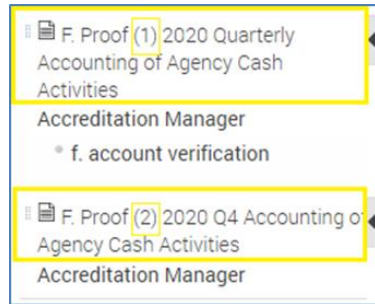 F. Proof (1) 2020 Quarterly
Accounting of Agency Cash
Activities
Accreditation Manager
f. account verification
F. Proof (2) 2020 Q4 Accounting of
Agency Cash Activities
Accreditation Manager